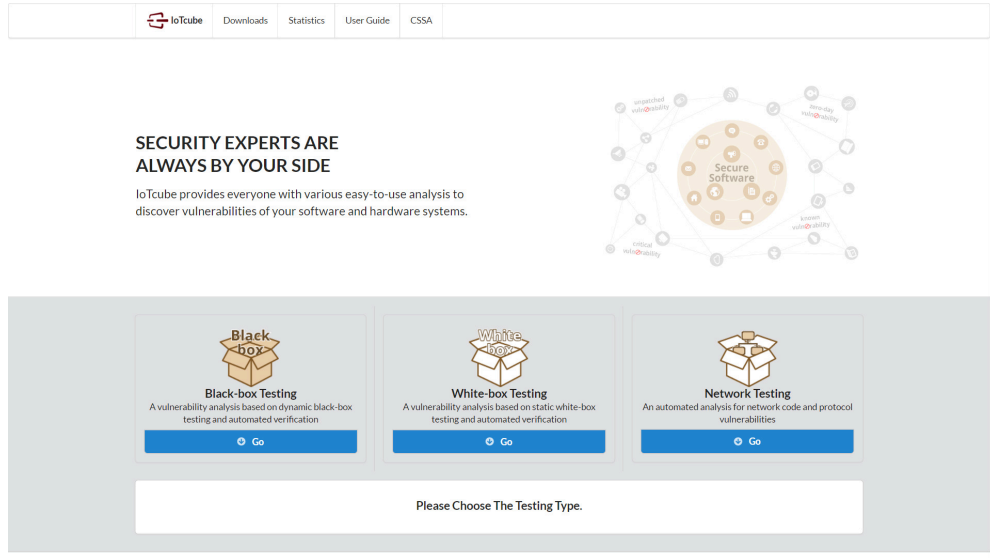 IoTcube
Downloads
Statistics
User Guide
CSSA
SECURITY EXPERTS ARE
ALWAYS BY YOUR SIDE
IoTcube provides everyone with various easy-to-use analysis to
discover vulnerabilities of your software and hardware systems.
unpatched
vulnerability
zero-day
vulnerability
Secure
Software
known
vulnerability
critical
vulnerability
Black
box
Black-box Testing
A vulnerability analysis based on dynamic black-box
testing and automated verification
Go
White
box
White-box Testing
A vulnerability analysis based on static white-box
testing and automated verification
Go
Network Testing
An automated analysis for network code and protocol
vulnerabilities
Go
Please Choose The Testing Type.